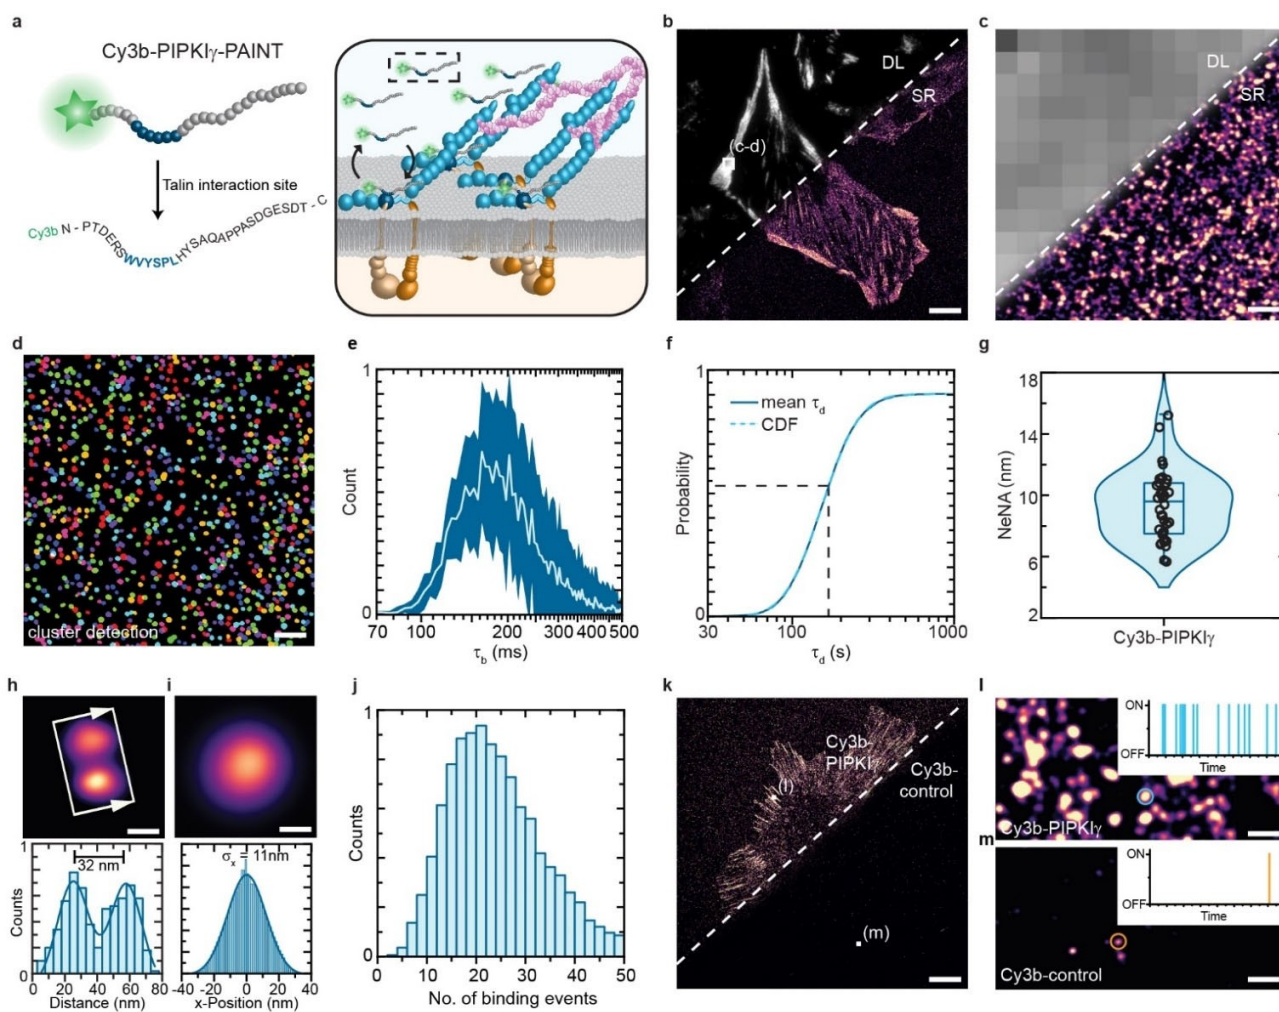 a
Cy3b-PIPKIγ-PAINT
Talin interaction site
Cy3b N - PTDERSWVYSPLHYSAQAPPASDGESDT - C
b
DL
SR
(c-d)
c
DL
SR
d
cluster detection
e
1
Count
0
70 100 200 300 400 500
τb (ms)
f
1
mean τd
CDF
Probability
0
30 100 1000
τd (s)
g
18
14
10
6
2
NeNA (nm)
Cy3b-PIPKIγ
h
1
32 nm
Counts
0
0 20 40 60 80
Distance (nm)
i
σx = 11nm
-40 -20 0 20 40
x-Position (nm)
j
1
Counts
0
0 10 20 30 40 50
No. of binding events
k
Cy3b-
PIPKIγ
Cy3b-
control
(l)
(m)
l
ON
OFF
Time
Cy3b-PIPKIγ
m
ON
OFF
Time
Cy3b-control